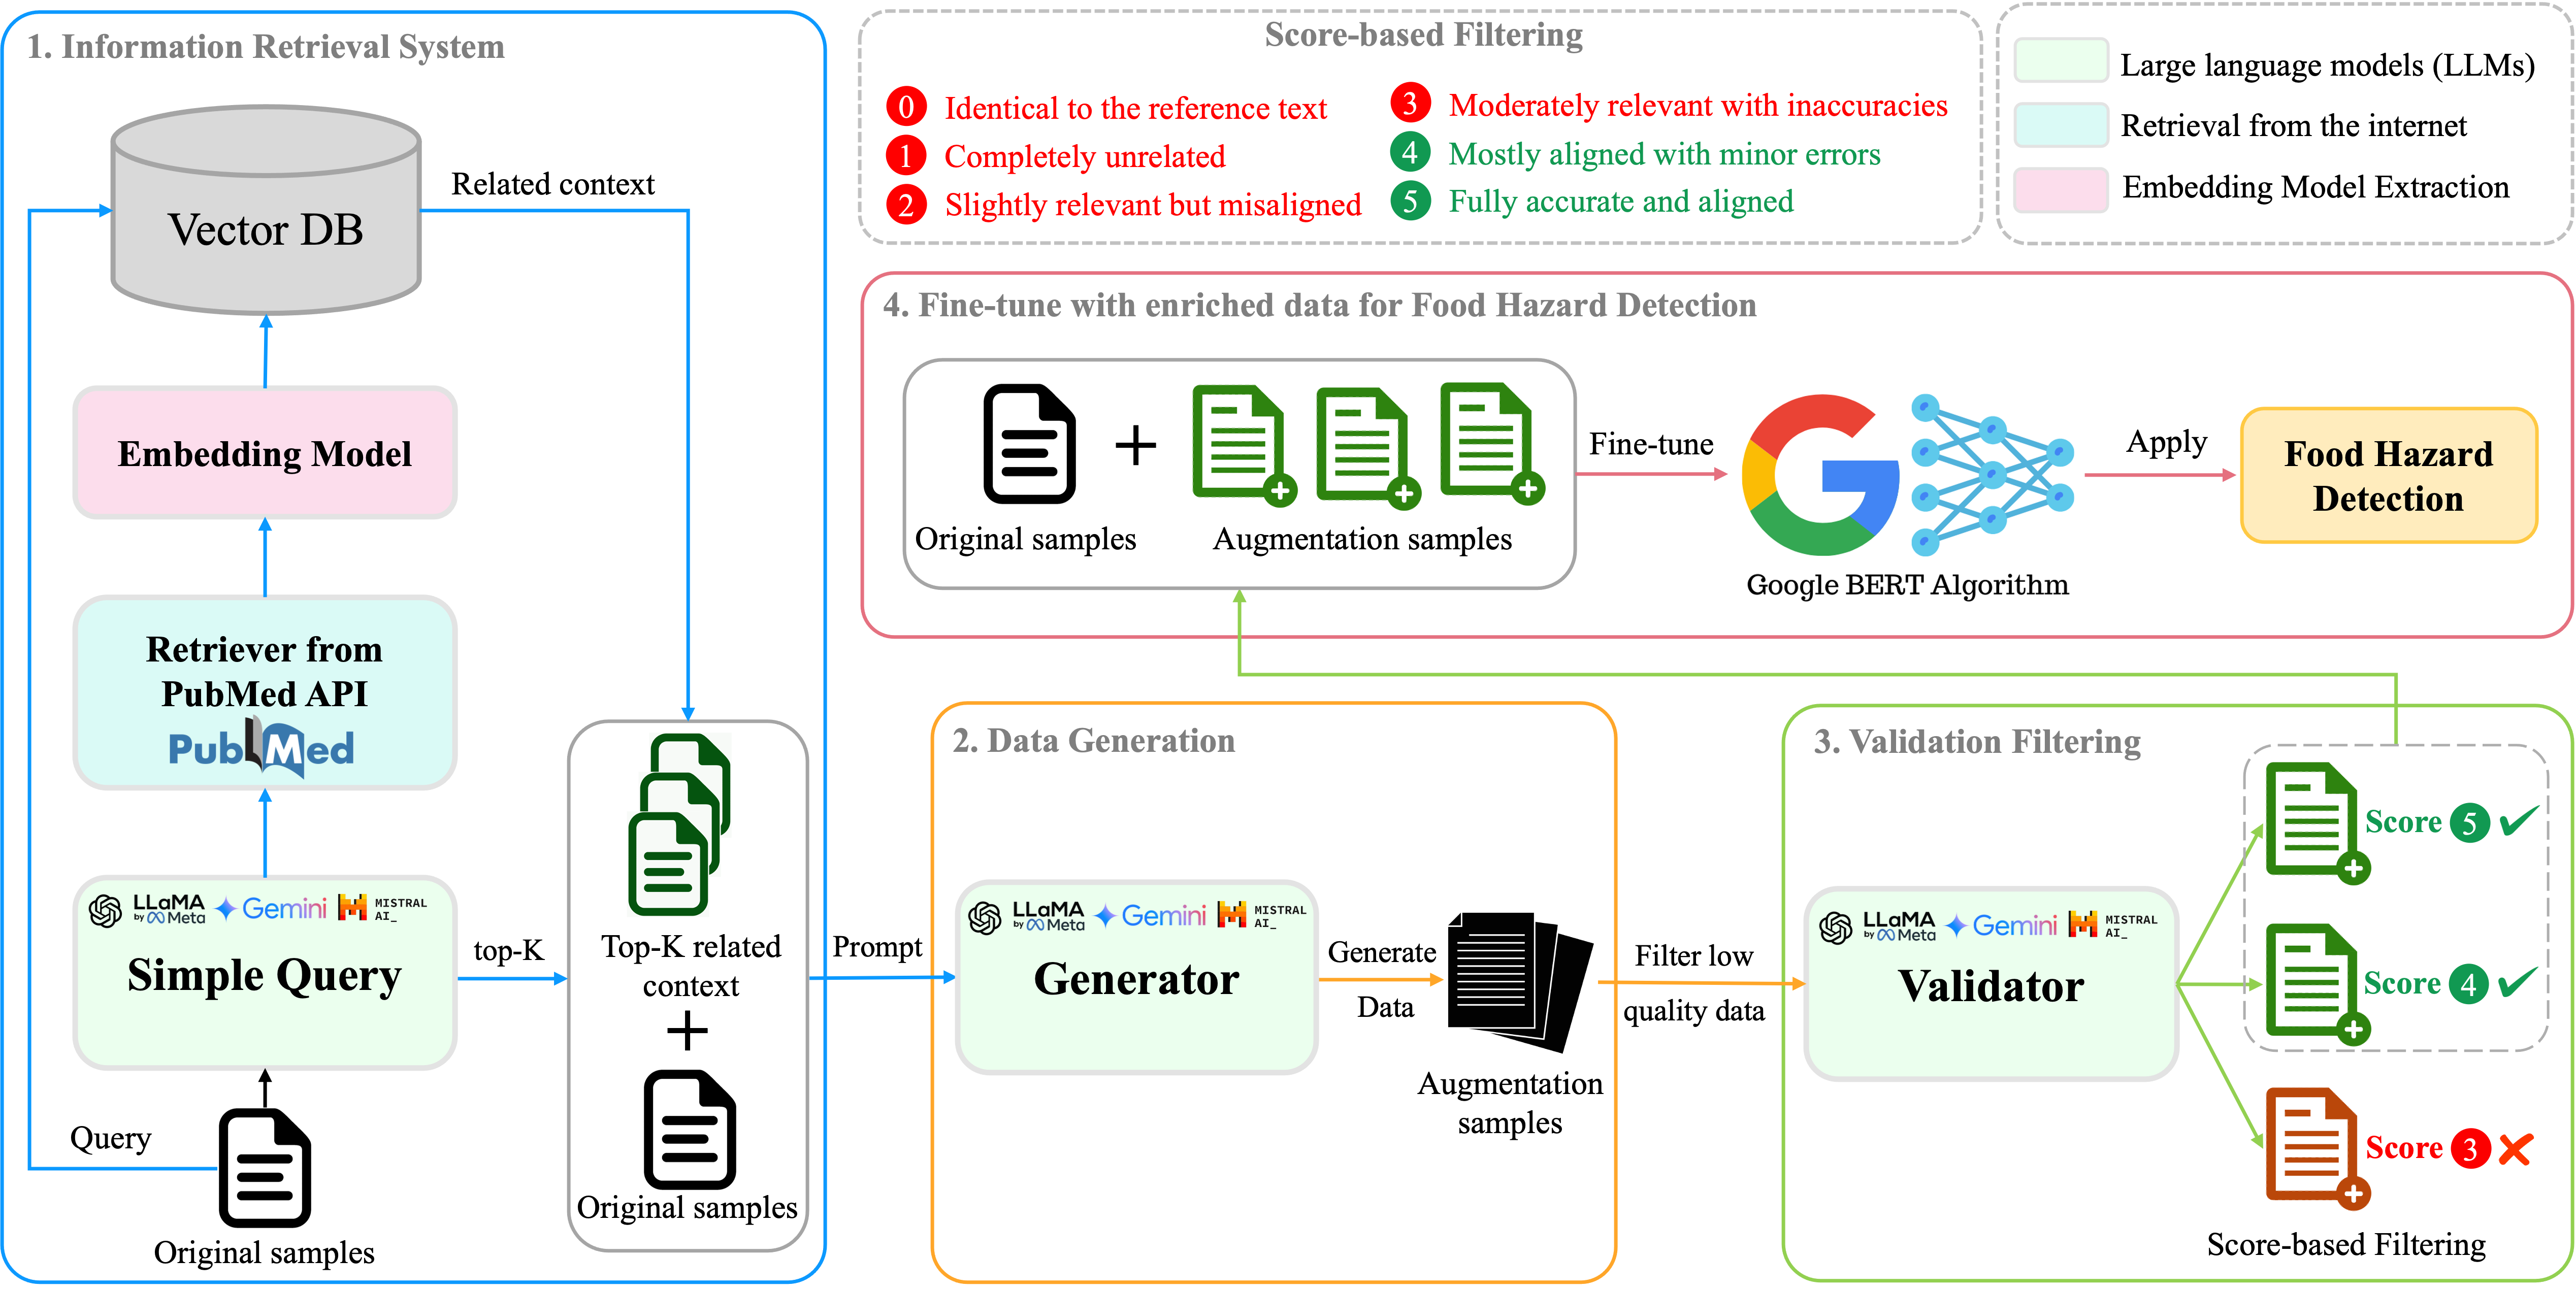 1. Information Retrieval System
Vector DB
Related context
Embedding Model
Retriever from
PubMed API
PubMed
LLaMA
by Meta
Gemini
MISTRAL
AI_
Simple Query
top-K
Query
Original samples
Top-K related
context
+
Original samples
Prompt
Score-based Filtering
0 Identical to the reference text
1 Completely unrelated
2 Slightly relevant but misaligned
3 Moderately relevant with inaccuracies
4 Mostly aligned with minor errors
5 Fully accurate and aligned
Large language models (LLMs)
Retrieval from the internet
Embedding Model Extraction
4. Fine-tune with enriched data for Food Hazard Detection
+
Original samples
Augmentation samples
Fine-tune
Google BERT Algorithm
Apply
Food Hazard
Detection
2. Data Generation
LLaMA
by Meta
Gemini
MISTRAL
AI_
Generator
Generate
Data
Augmentation
samples
Filter low
quality data
3. Validation Filtering
LLaMA
by Meta
Gemini
MISTRAL
AI_
Validator
Score 5
Score 4
Score 3
Score-based Filtering